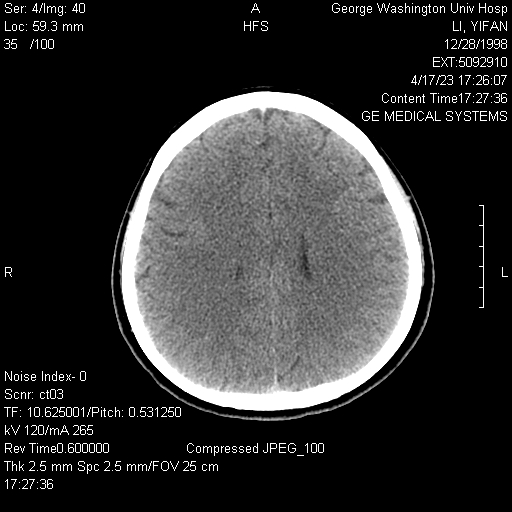 Ser: 4/Img: 40
Loc: 59.3 mm
35 /100
A
HFS
George Washington Univ Hosp
LI, YIFAN
12/28/1998
EXT:5092910
4/17/23 17:26:07
Content Time17:27:36
GE MEDICAL SYSTEMS
R
L
Noise Index- 0
Scnr: ct03
TF: 10.625001/Pitch: 0.531250
kV 120/mA 265
Rev Time0.600000
Compressed JPEG_100
Thk 2.5 mm Spc 2.5 mm/FOV 25 cm
17:27:36